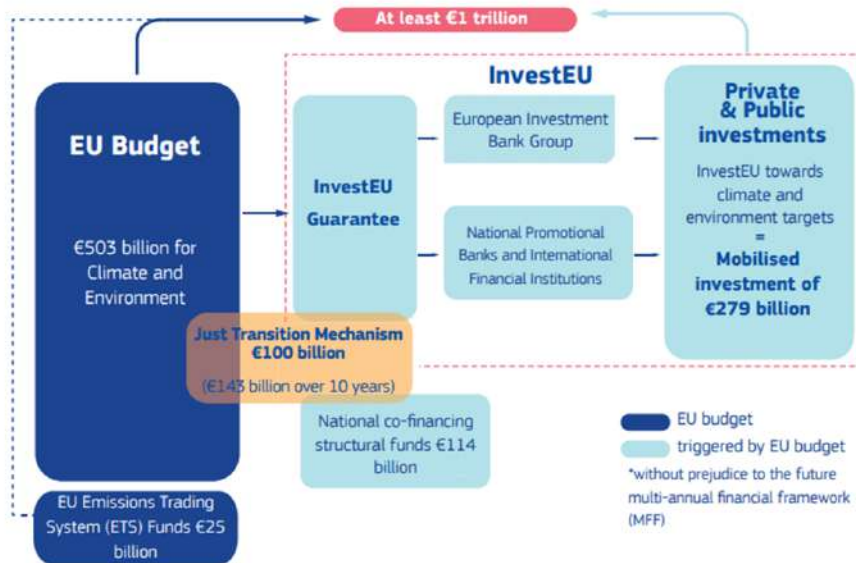 At least €1 trillion
EU Budget
€503 billion for
Climate and
Environment
InvestEU
InvestEU
Guarantee
European Investment
Bank Group
National Promotional
Banks and International
Financial Institutions
Private
& Public
investments
InvestEU towards
climate and
environment targets
=
Mobilised
investment of
€279 billion
Just Transition Mechanism
€100 billion
(€143 billion over 10 years)
National co-financing
structural funds €114
billion
EU Emissions Trading
System (ETS) Funds €25
billion
EU budget
triggered by EU budget
*without prejudice to the future
multi-annual financial framework
(MFF)